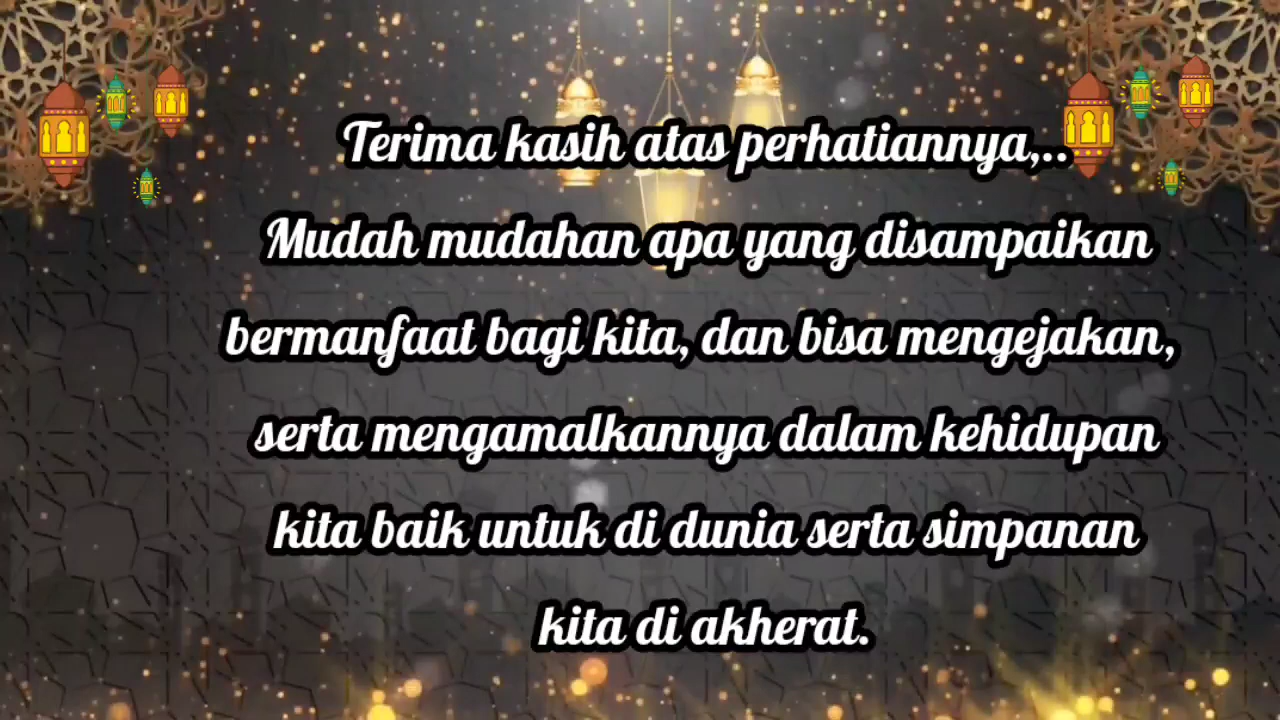 Terima kasih atas perhatiannya,..
Mudah mudahan apa yang disampaikan
bermanfaat bagi kita, dan bisa mengejakan,
serta mengamalkannya dalam kehidupan
kita baik untuk di dunia serta simpanan
kita di akherat.